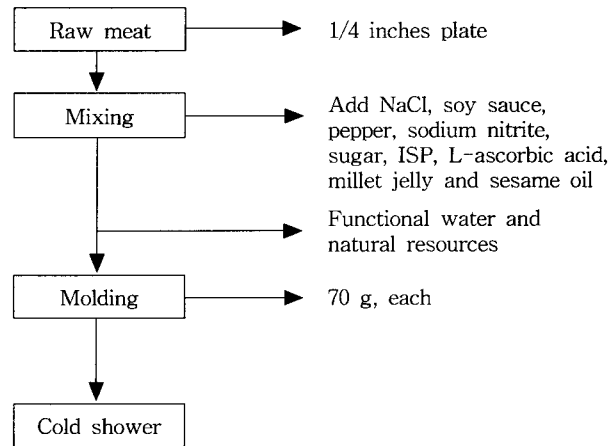 Raw meat
1/4 inches plate
Mixing
Add NaCl, soy sauce,
pepper, sodium nitrite,
sugar, ISP, L-ascorbic acid,
millet jelly and sesame oil
Functional water and
natural resources
Molding
70 g, each
Cold shower